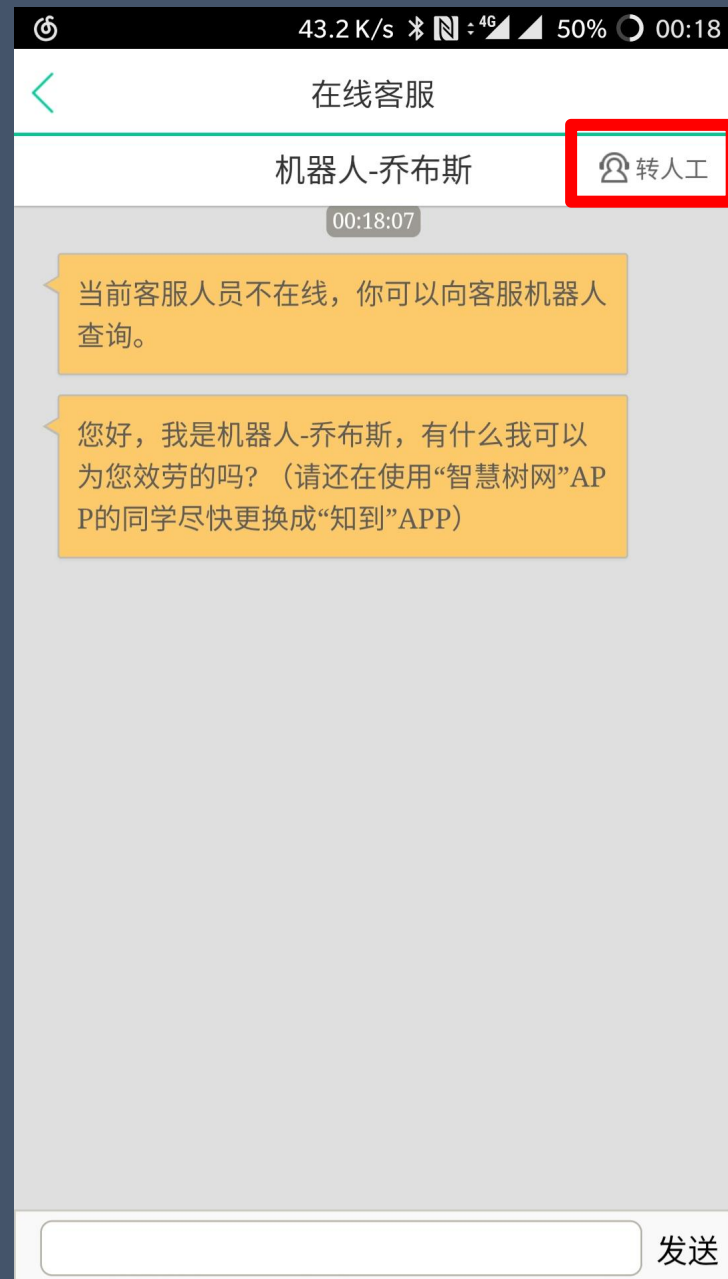 43.2 K/s 4G 50% 00:18
在线客服
机器人-乔布斯 转人工
00:18:07
当前客服人员不在线，你可以向客服机器人
查询。
您好，我是机器人-乔布斯，有什么我可以
为您效劳的吗？（请还在使用“智慧树网”AP
P的同学尽快更换成“知到”APP）
发送